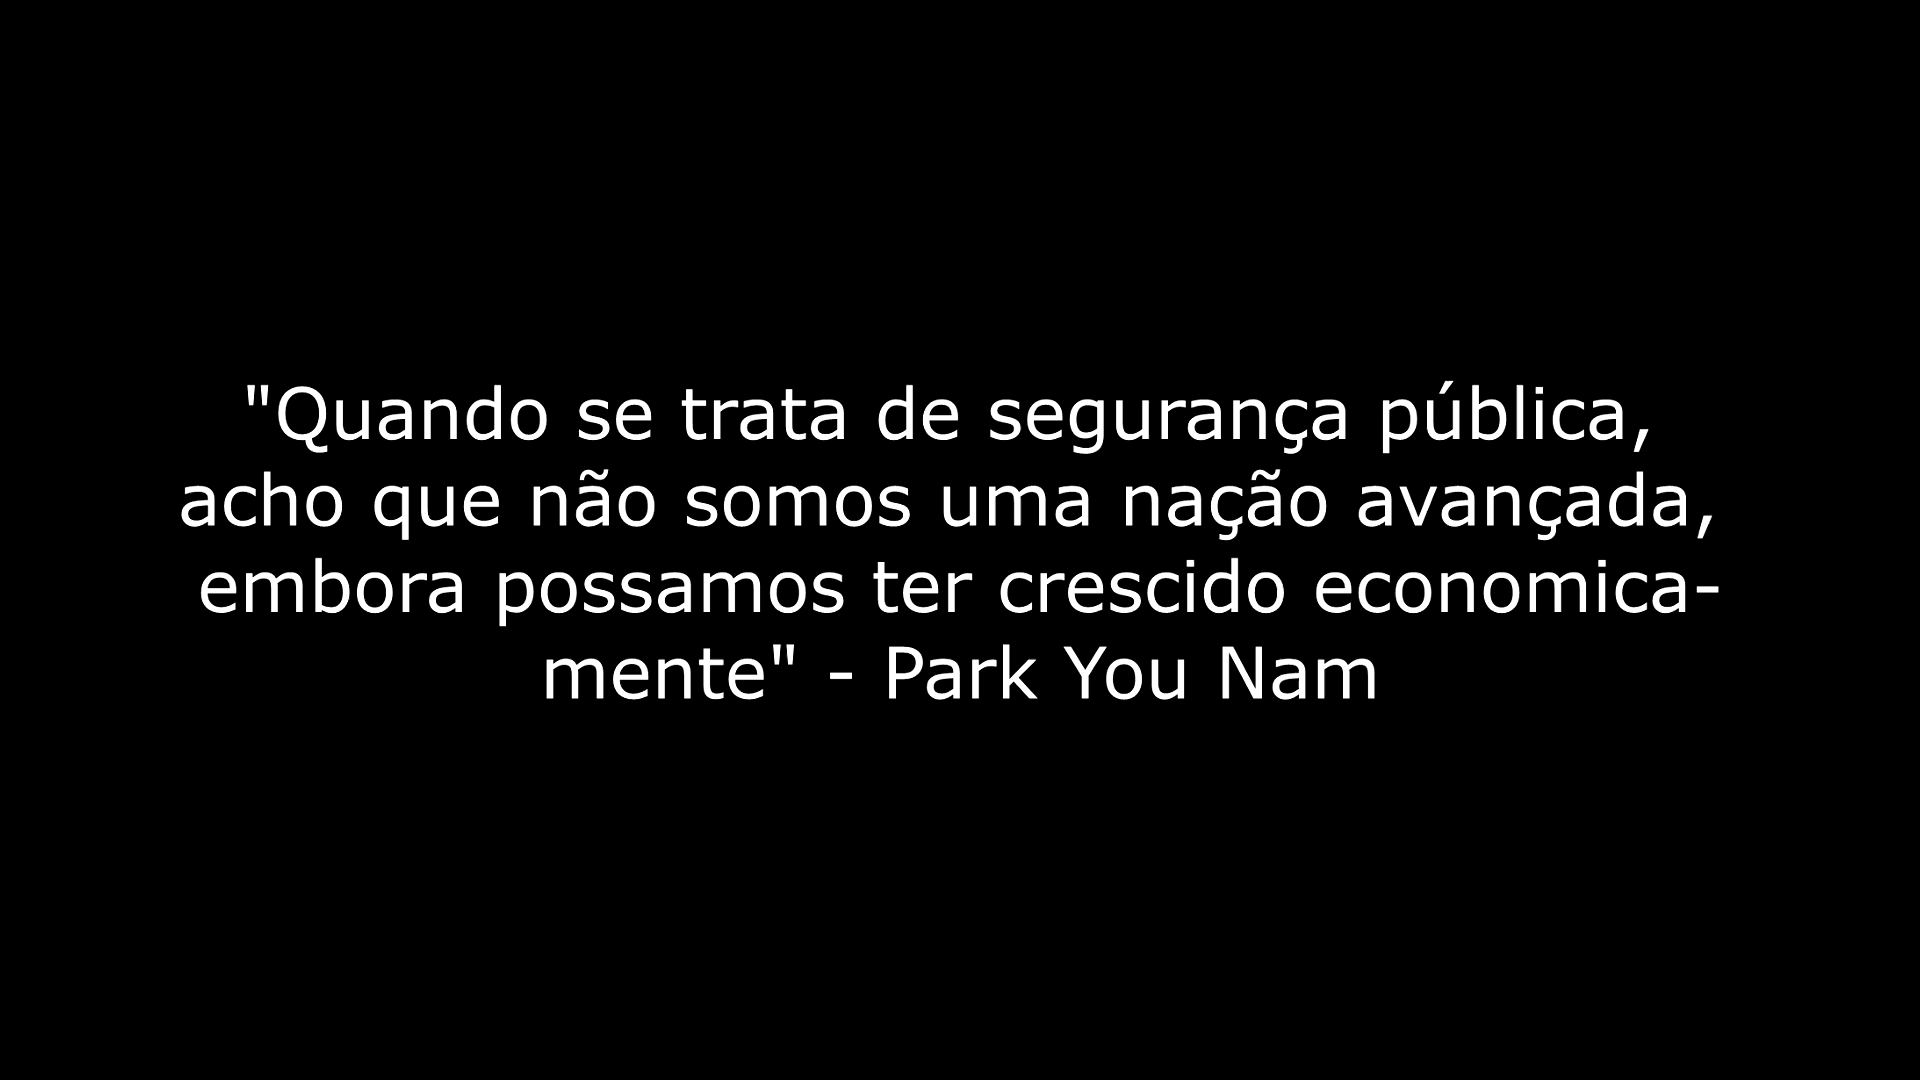 "Quando se trata de segurança pública,
acho que não somos uma nação avançada,
embora possamos ter crescido economica-
mente" - Park You Nam